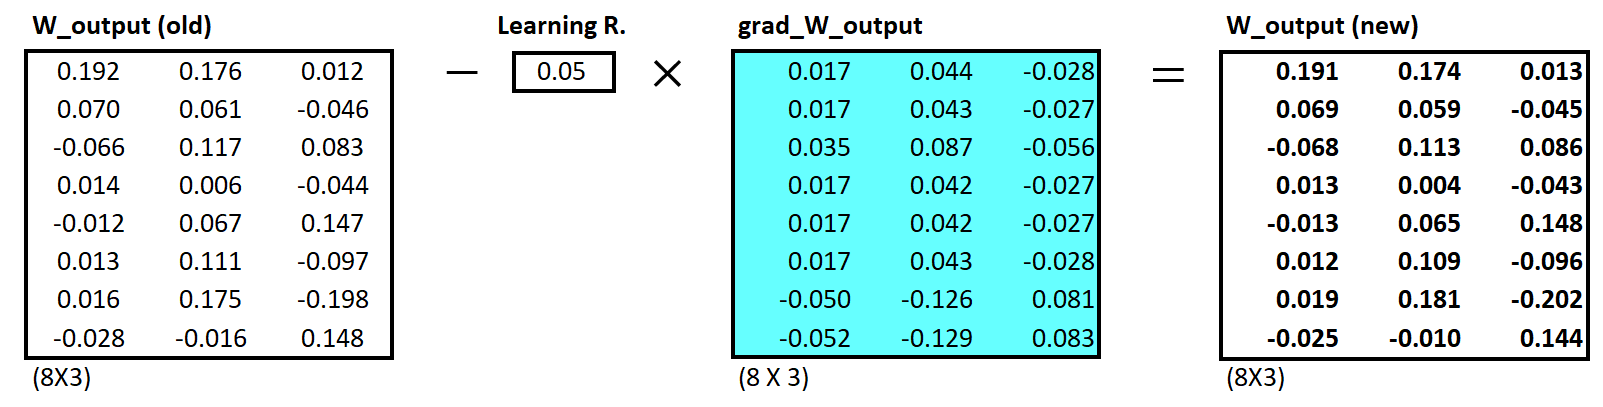 W_output (old) Learning R. grad_W_output W_output (new)
0.192 0.176 0.012 − 0.05 × 0.017 0.044 -0.028 = 0.191 0.174 0.013
0.070 0.061 -0.046 0.017 0.043 -0.027 0.069 0.059 -0.045
-0.066 0.117 0.083 0.035 0.087 -0.056 -0.068 0.113 0.086
0.014 0.006 -0.044 0.017 0.042 -0.027 0.013 0.004 -0.043
-0.012 0.067 0.147 0.017 0.042 -0.027 -0.013 0.065 0.148
0.013 0.111 -0.097 0.017 0.043 -0.028 0.012 0.109 -0.096
0.016 0.175 -0.198 -0.050 -0.126 0.081 0.019 0.181 -0.202
-0.028 -0.016 0.148 -0.052 -0.129 0.083 -0.025 -0.010 0.144
(8X3) (8 X 3) (8X3)